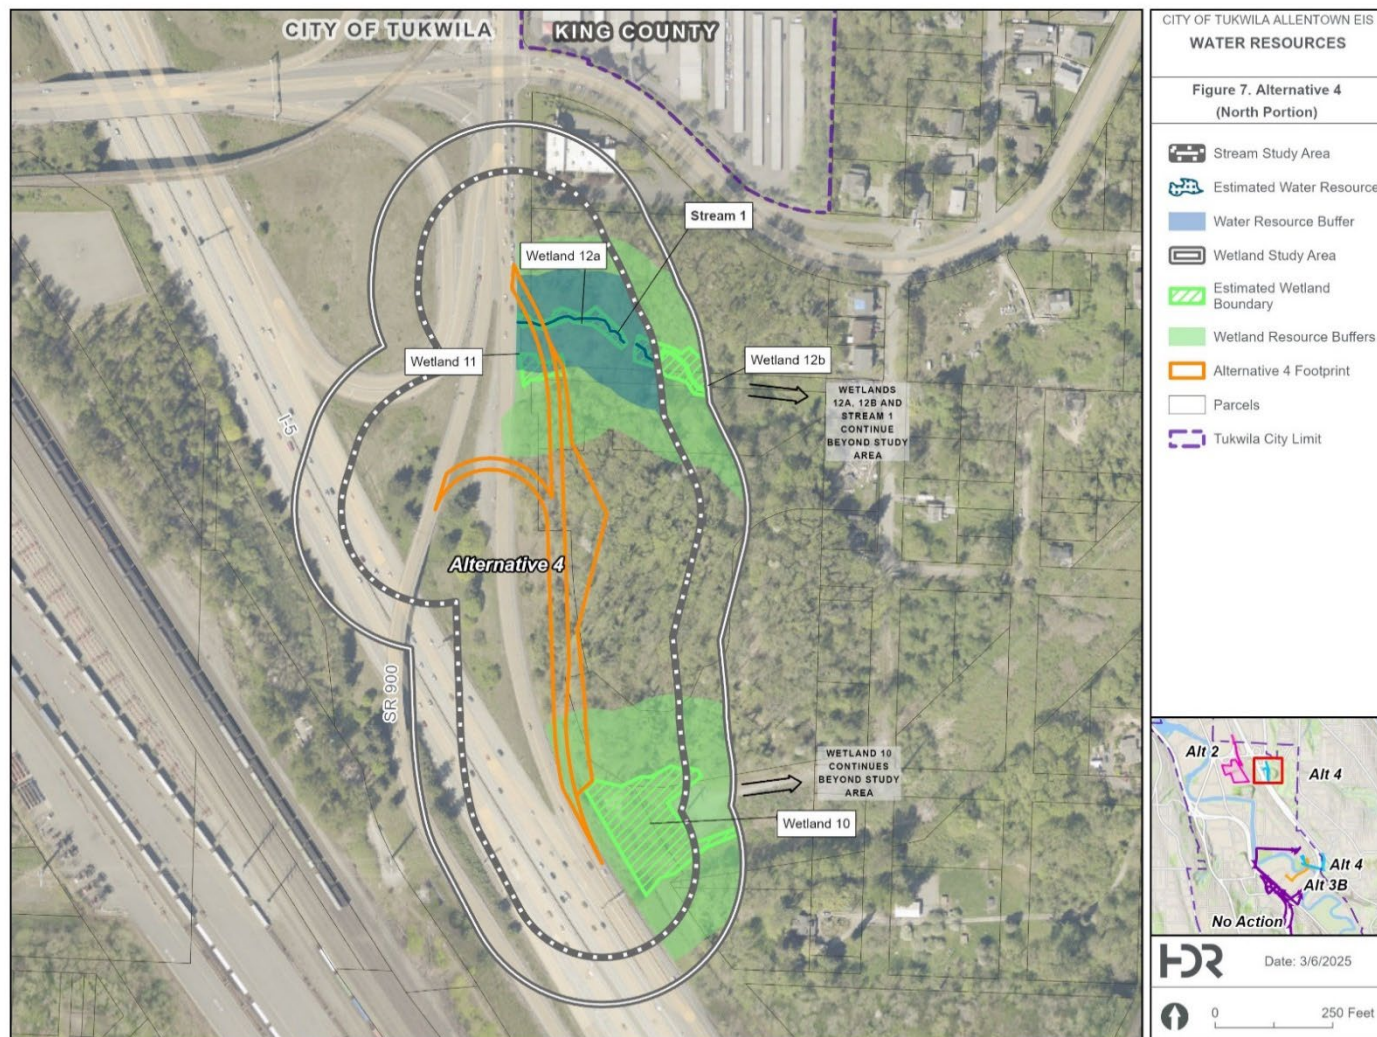 CITY OF TUKWILA
KING COUNTY
Stream 1
Wetland 12a
Wetland 11
Wetland 12b
WETLANDS
12A, 12B AND
STREAM 1
CONTINUE
BEYOND STUDY
AREA
I-5
Alternative 4
SR 900
WETLAND 10
CONTINUES
BEYOND STUDY
AREA
Wetland 10
CITY OF TUKWILA ALLENTOWN EIS
WATER RESOURCES
Figure 7. Alternative 4
(North Portion)
Stream Study Area
Estimated Water Resource
Water Resource Buffer
Wetland Study Area
Estimated Wetland
Boundary
Wetland Resource Buffers
Alternative 4 Footprint
Parcels
Tukwila City Limit
Alt 2
Alt 4
Alt 4
Alt 3B
No Action
HDR
Date: 3/6/2025
0 250 Feet